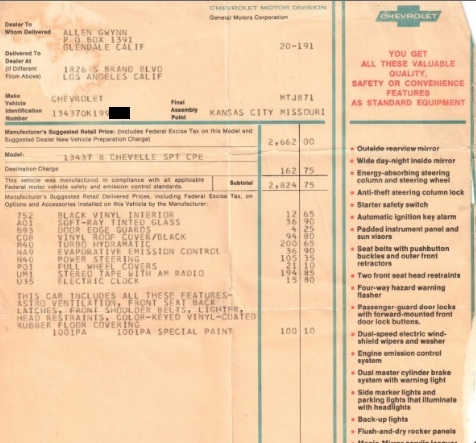 CHEVROLET MOTOR DIVISION
General Motors Corporation
CHEVROLET
Dealer To
Whom Delivered
ALLEN GWYNN
P O BOX 1391
GLENDALE CALIF
20-191
Delivered To
Dealer At
(If Different
From Above)
1826 S BRAND BLVD
LOS ANGELES CALIF
Make
CHEVROLET
MTJ871
Vehicle
Identification
Number
13437OK199
Final
Assembly
Point
KANSAS CITY MISSOURI
Manufacturer's Suggested Retail Price: (Includes Federal Excise Tax on this Model and
Suggested Dealer New Vehicle Preparation Charge)
2,662 00
Model: 13437 8 CHEVELLE SPT CPE
Destination Charge 162 75
This vehicle was manufactured in compliance with all applicable
Federal motor vehicle safety and emission control standards.
Subtotal 2,824 75
Manufacturer's Suggested Retail Delivered Prices, including Federal Excise Tax, on
Options and Accessories Installed on this Vehicle by the Manufacturer:
752 BLACK VINYL INTERIOR 12 65
A01 SOFT-RAY TINTED GLASS 36 90
B93 DOOR EDGE GUARDS 4 25
C08 VINYL ROOF COVER/BLACK 94 80
M40 TURBO HYDRAMATIC 200 65
NA9 EVAPORATIVE EMISSION CONTROL 36 90
N40 POWER STEERING 105 35
P01 FULL WHEEL COVERS 21 10
UM1 STEREO TAPE WITH AM RADIO 194 85
U35 ELECTRIC CLOCK 15 80
THIS CAR INCLUDES ALL THESE FEATURES-
ASTRO VENTILATION, FRONT SEAT BACK
LATCHES, FRONT SHOULDER BELTS, LIGHTER,
HEAD RESTRAINTS, COLOR-KEYED VINYL-COATED
RUBBER FLOOR COVERING
1001PA 1001PA SPECIAL PAINT 100 10
YOU GET
ALL THESE VALUABLE
QUALITY,
SAFETY OR CONVENIENCE
FEATURES
AS STANDARD EQUIPMENT
• Outside rearview mirror
• Wide day-night inside mirror
• Energy-absorbing steering
column and steering wheel
• Anti-theft steering column lock
• Starter safety switch
• Automatic ignition key alarm
• Padded instrument panel and
sun visors
• Seat belts with pushbutton
buckles and outer front
retractors
• Two front seat head restraints
• Four-way hazard warning
flasher
• Passenger-guard door locks
with forward-mounted front
door lock buttons.
• Dual-speed electric wind-
shield wipers and washer
• Engine emission control
system
• Dual master cylinder brake
system with warning light
• Side marker lights and
parking lights that illuminate
with headlights
• Back-up lights
• Flush-and-dry rocker panels